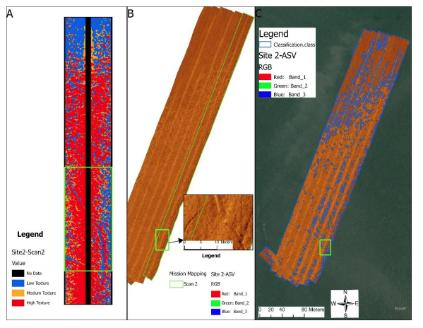 A
Legend
Site2-Scan2
Value
No Data
Low Texture
Medium Texture
High Texture
B
0
10 Meters
Legend
Mission Mapping
Scan 2
Site 2-ASV
RGB
Red: Band_1
Green: Band_2
Blue: Band_3
C
Legend
Classification.class
Site 2-ASV
RGB
Red: Band_1
Green: Band_2
Blue: Band_3
0 20 40 80 Meters
N
W
E
S